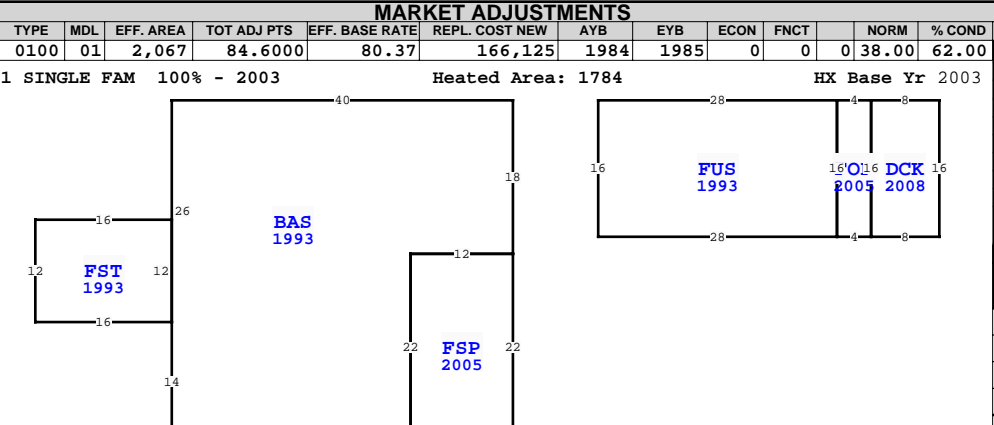 MARKET ADJUSTMENTS
TYPE MDL EFF. AREA TOT ADJ PTS EFF. BASE RATE REPL. COST NEW AYB EYB ECON FNCT NORM % COND
0100 01 2,067 84.6000 80.37 166,125 1984 1985 0 0 0 38.00 62.00
1 SINGLE FAM 100% - 2003 Heated Area: 1784 HX Base Yr 2003
40 28 4 8
16 FUS 16 16 DCK 16
18 1993 2005 2008
26
16 BAS
1993 28 4 8
12
12 FST 12
1993
16
22 FSP 22
2005
14